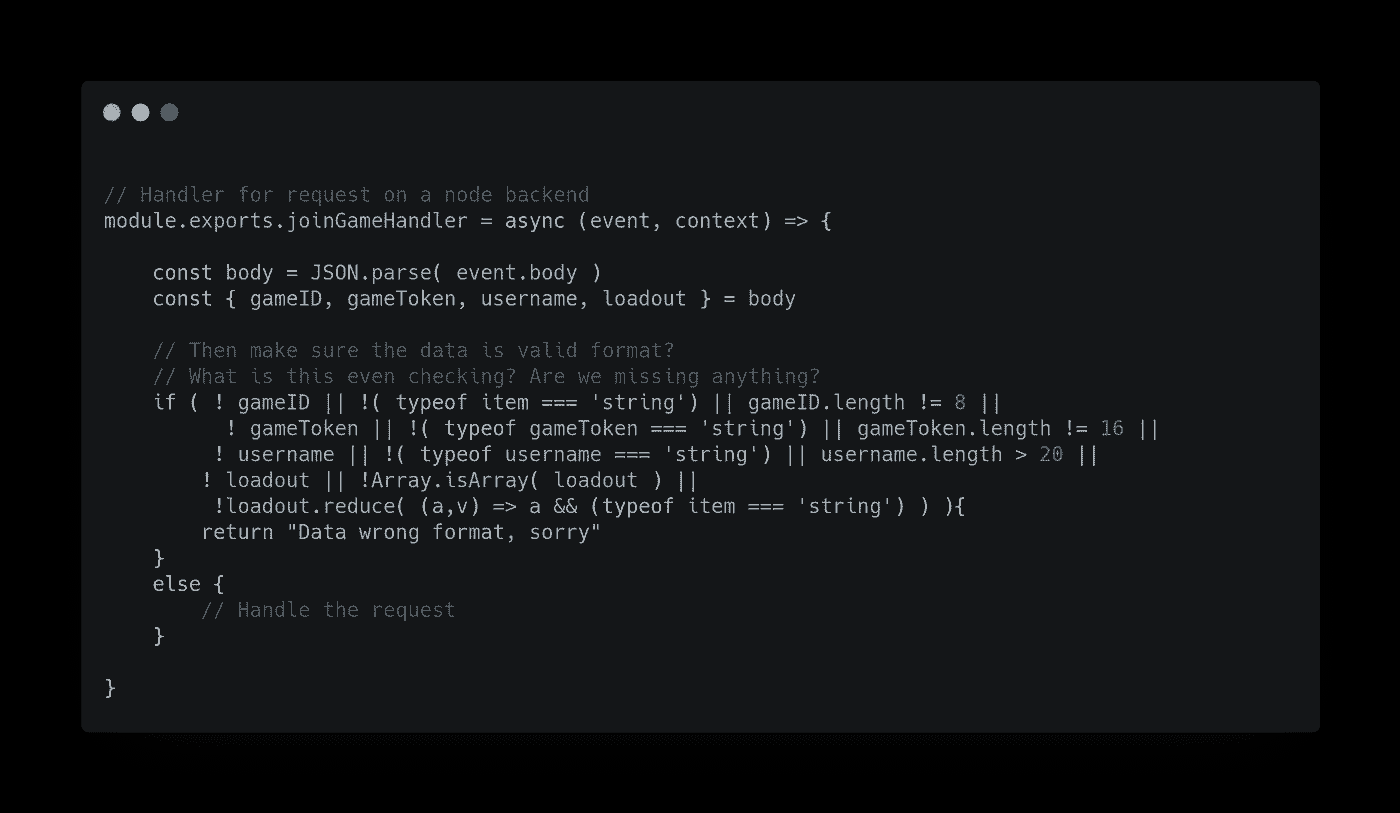 // Handler for request on a node backend
module.exports.joinGameHandler = async (event, context) => {
const body = JSON.parse( event.body )
const { gameID, gameToken, username, loadout } = body
// Then make sure the data is valid format?
// What is this even checking? Are we missing anything?
if ( ! gameID || !( typeof item === 'string') || gameID.length != 8 ||
! gameToken || !( typeof gameToken === 'string') || gameToken.length != 16 ||
! username || !( typeof username === 'string') || username.length > 20 ||
! loadout || !Array.isArray( loadout ) ||
!loadout.reduce( (a,v) => a && (typeof item === 'string') ) ){
return "Data wrong format, sorry"
}
else {
// Handle the request
}
}